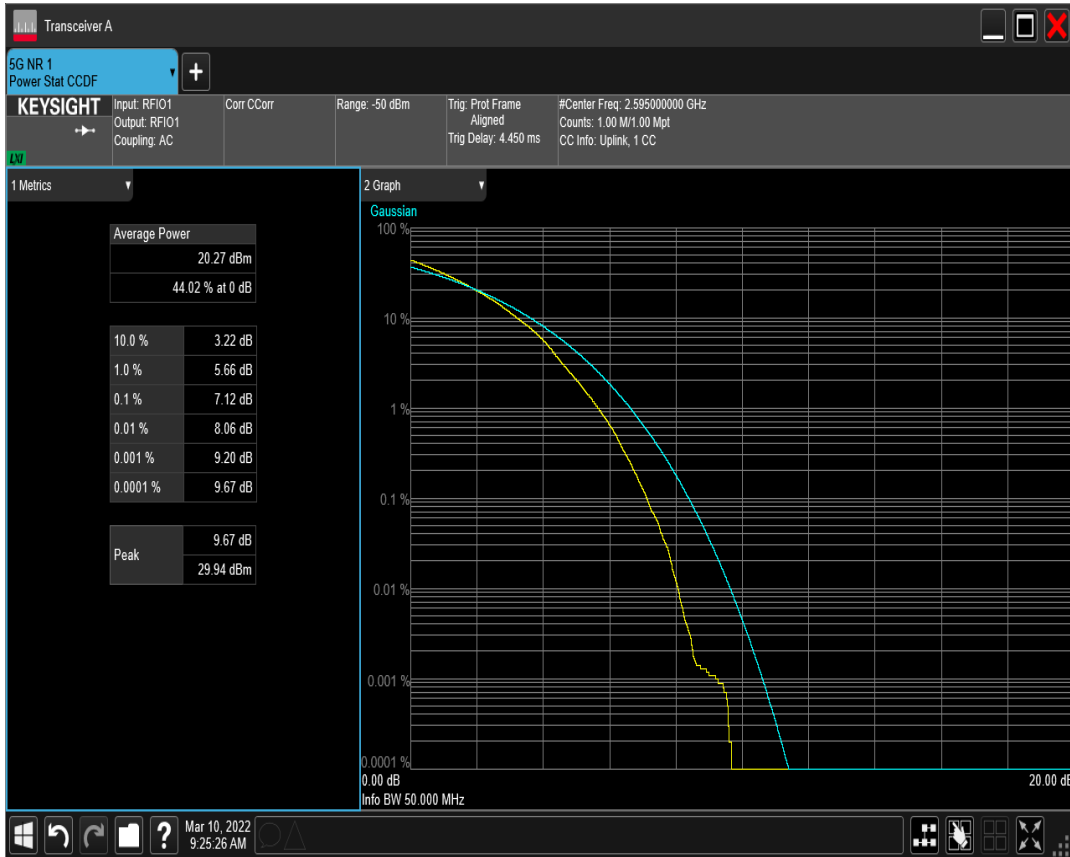 Transceiver A
5G NR 1
Power Stat CCDF
+
KEYSIGHT
LXI
Input: RFIO1
Output: RFIO1
Coupling: AC
Corr CCorr
Range: -50 dBm
Trig: Prot Frame
Aligned
Trig Delay: 4.450 ms
#Center Freq: 2.595000000 GHz
Counts: 1.00 M/1.00 Mpt
CC Info: Uplink, 1 CC
1 Metrics
Average Power
20.27 dBm
44.02 % at 0 dB
10.0 % 3.22 dB
1.0 % 5.66 dB
0.1 % 7.12 dB
0.01 % 8.06 dB
0.001 % 9.20 dB
0.0001 % 9.67 dB
Peak
9.67 dB
29.94 dBm
2 Graph
Gaussian
100 %
10 %
1 %
0.1 %
0.01 %
0.001 %
0.0001 %
0.00 dB
20.00 dB
Info BW 50.000 MHz
?
Mar 10, 2022
9:25:26 AM